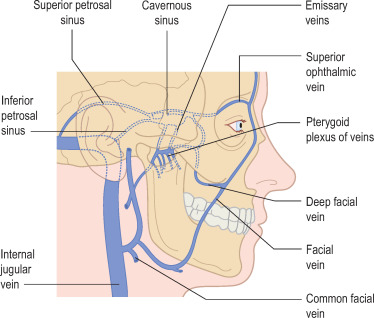 Superior petrosal
sinus
Cavernous
sinus
Emissary
veins
Superior
ophthalmic
vein
Inferior
petrosal
sinus
Pterygoid
plexus of veins
Deep facial
vein
Facial
vein
Internal
jugular
vein
Common facial
vein